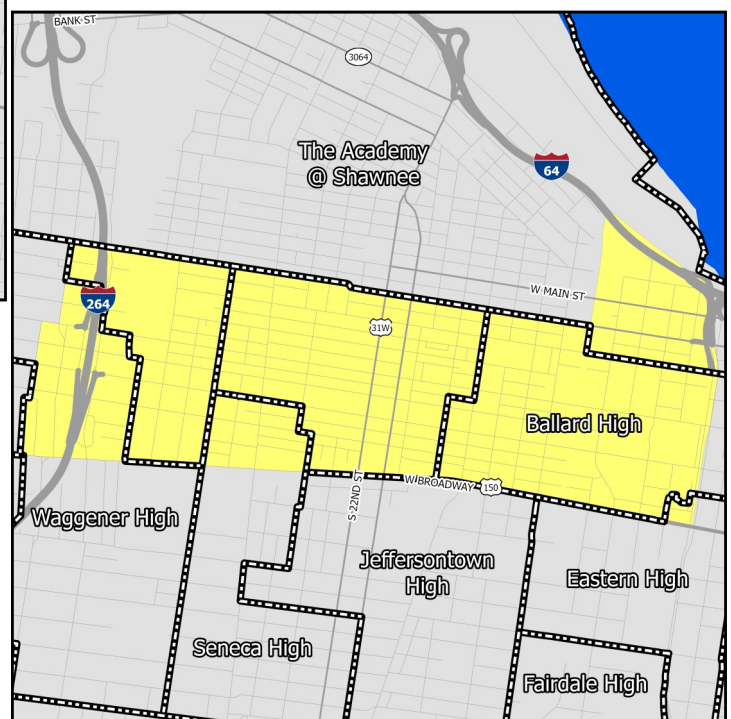 BANK ST
3064
The Academy
@ Shawnee
64
W MAIN ST
264
31W
Ballard High
W BROADWAY
150
S 22ND ST
Waggener High
Jeffersontown
High
Eastern High
Seneca High
Fairdale High